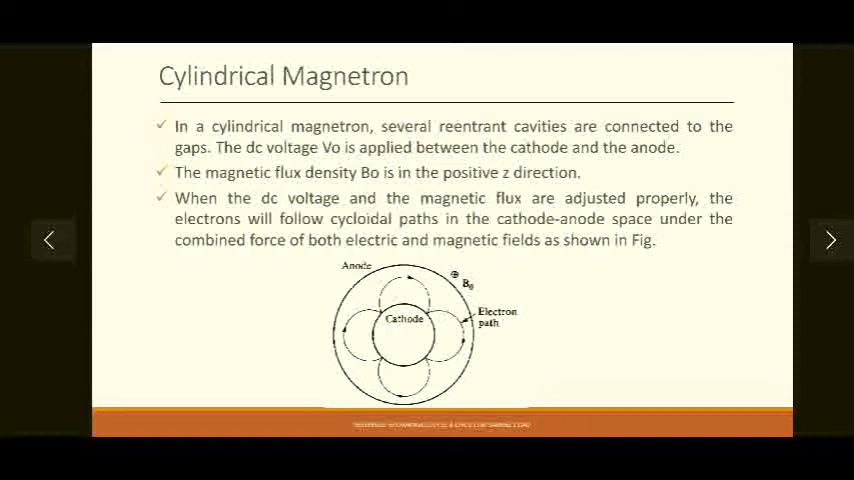 Cylindrical Magnetron
In a cylindrical magnetron, several reentrant cavities are connected to the
gaps. The dc voltage Vo is applied between the cathode and the anode.
The magnetic flux density Bo is in the positive z direction.
When the dc voltage and the magnetic flux are adjusted properly, the
electrons will follow cycloidal paths in the cathode-anode space under the
combined force of both electric and magnetic fields as shown in Fig.
Anode
B₀
Electron
path
Cathode